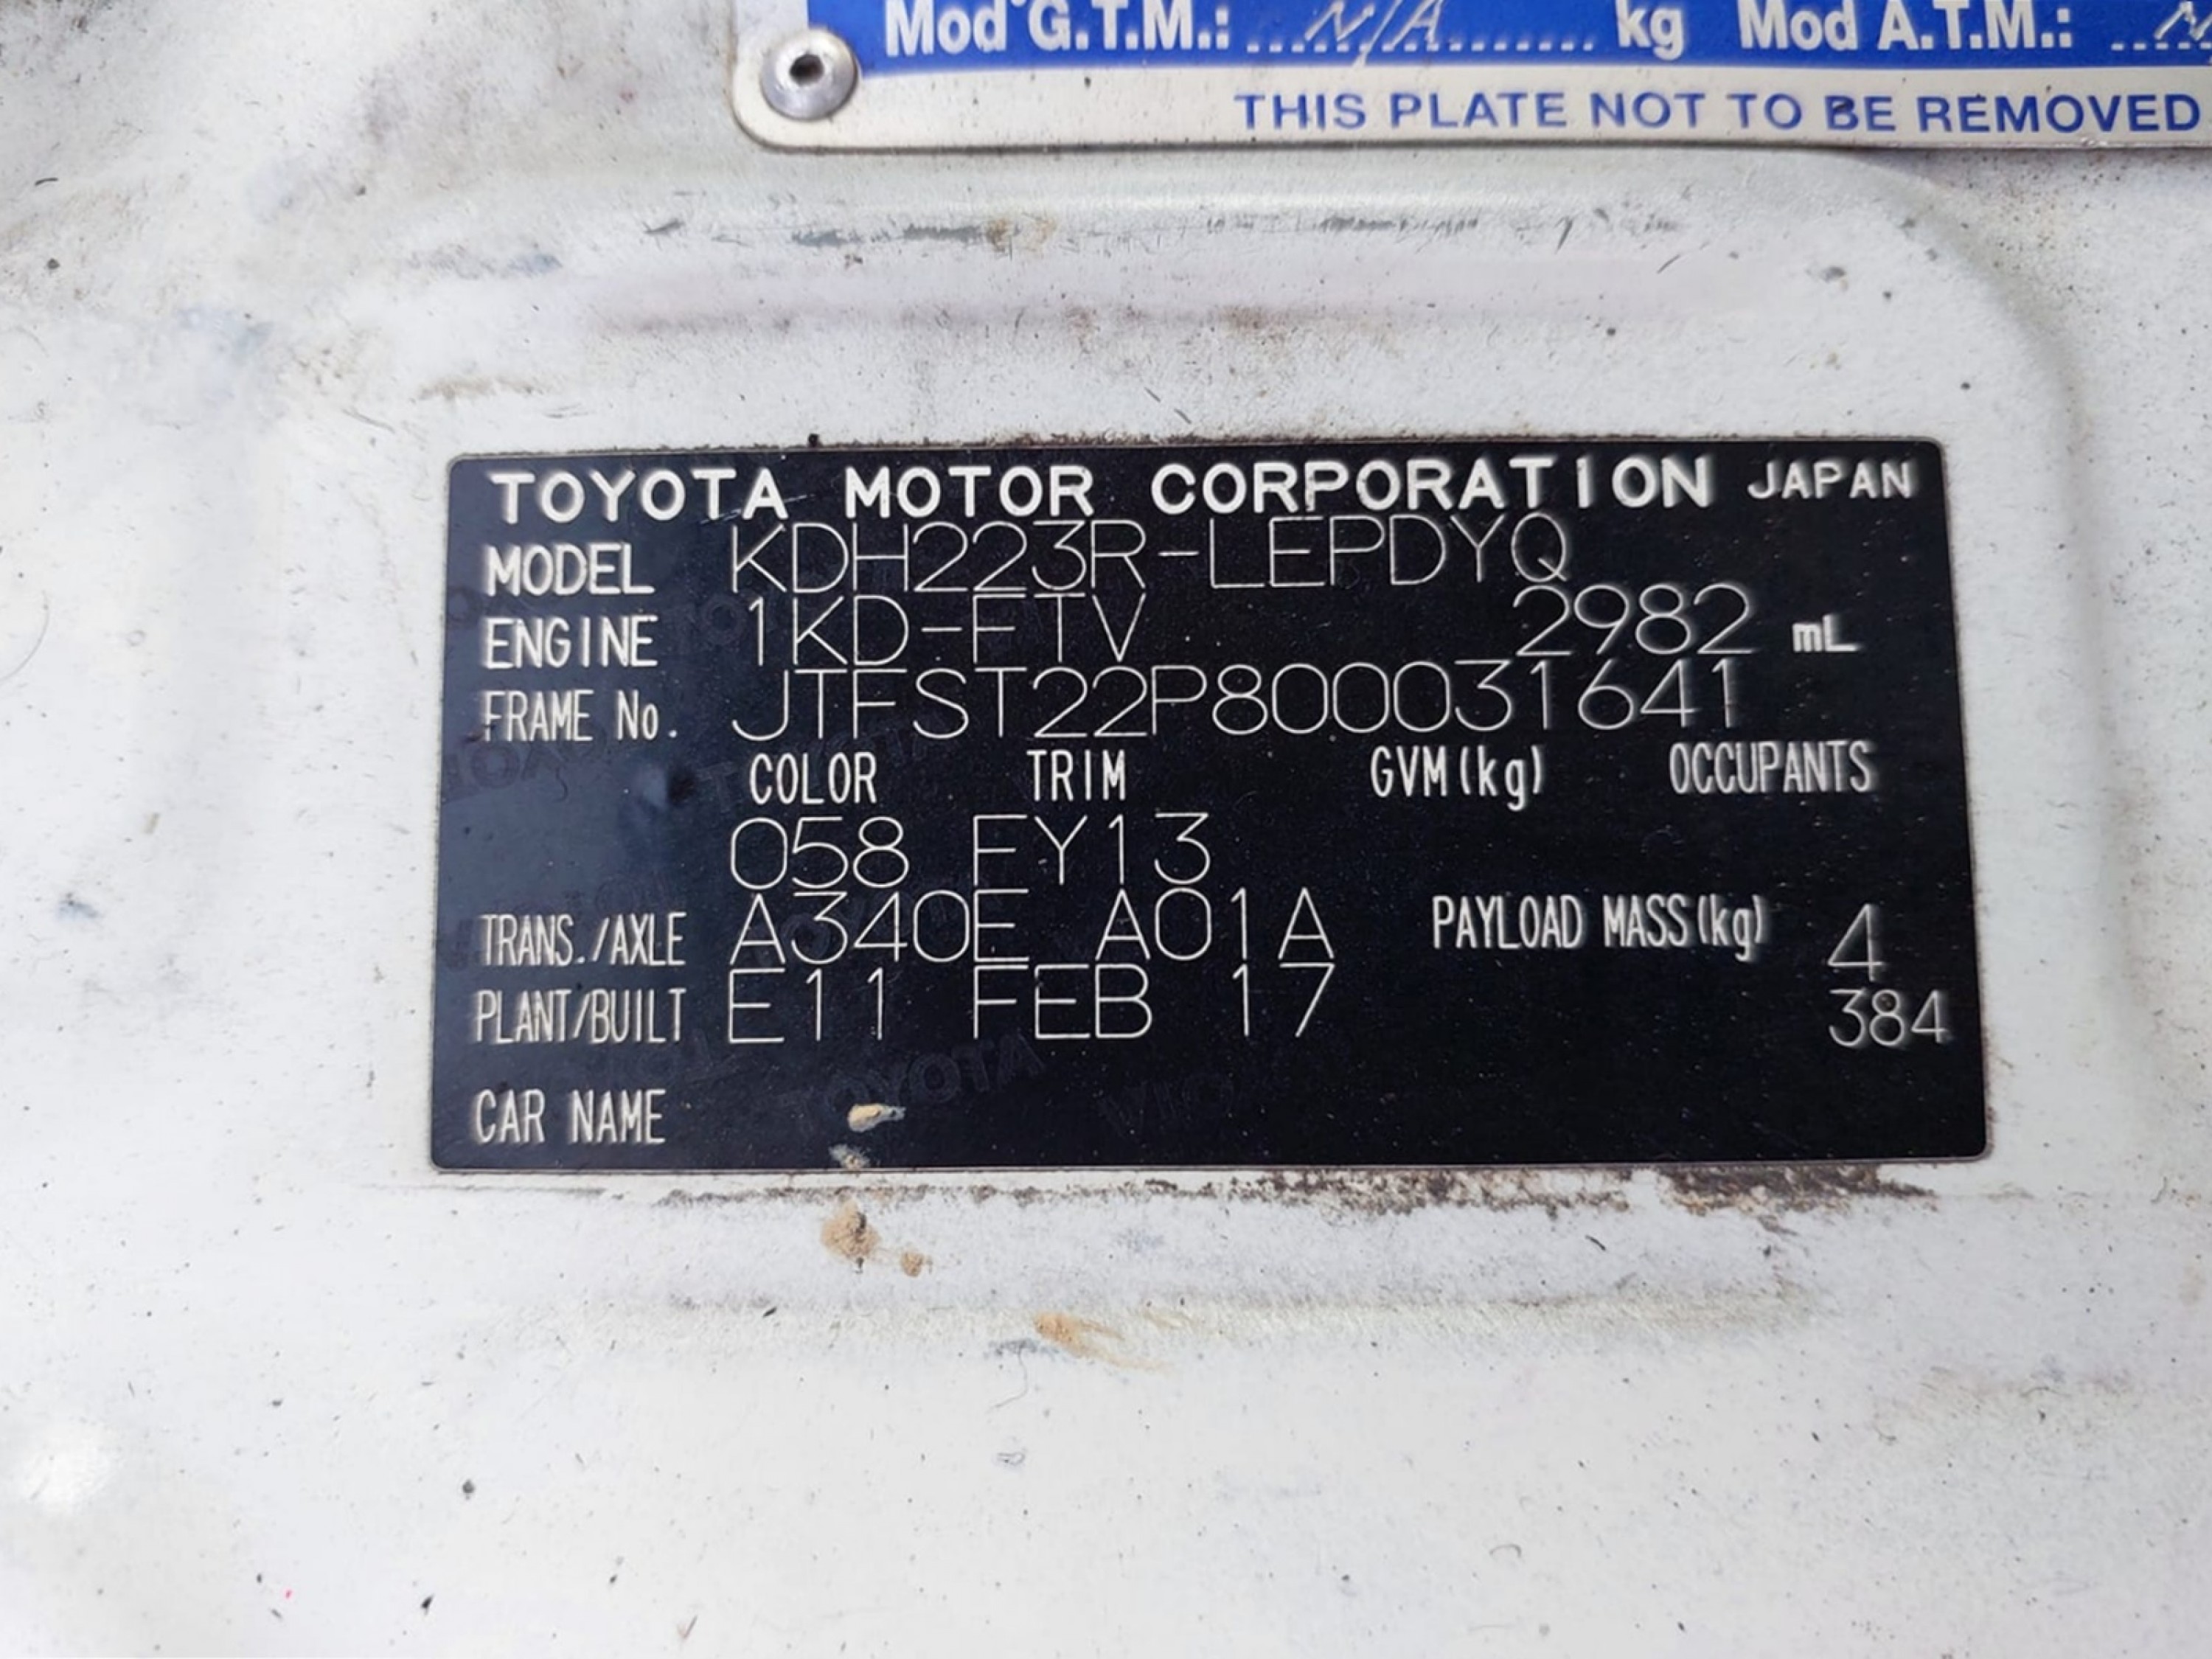 Mod G.T.M.: N/A kg Mod A.T.M.:
THIS PLATE NOT TO BE REMOVED
TOYOTA MOTOR CORPORATION JAPAN
MODEL KDH223R-LEPDYQ
ENGINE 1KD-FTV 2982 mL
FRAME No. JTFST22P800031641
COLOR TRIM GVM(kg) OCCUPANTS
058 FY13
TRANS./AXLE A340E A01A PAYLOAD MASS(kg) 4
PLANT/BUILT E11 FEB 17 384
CAR NAME